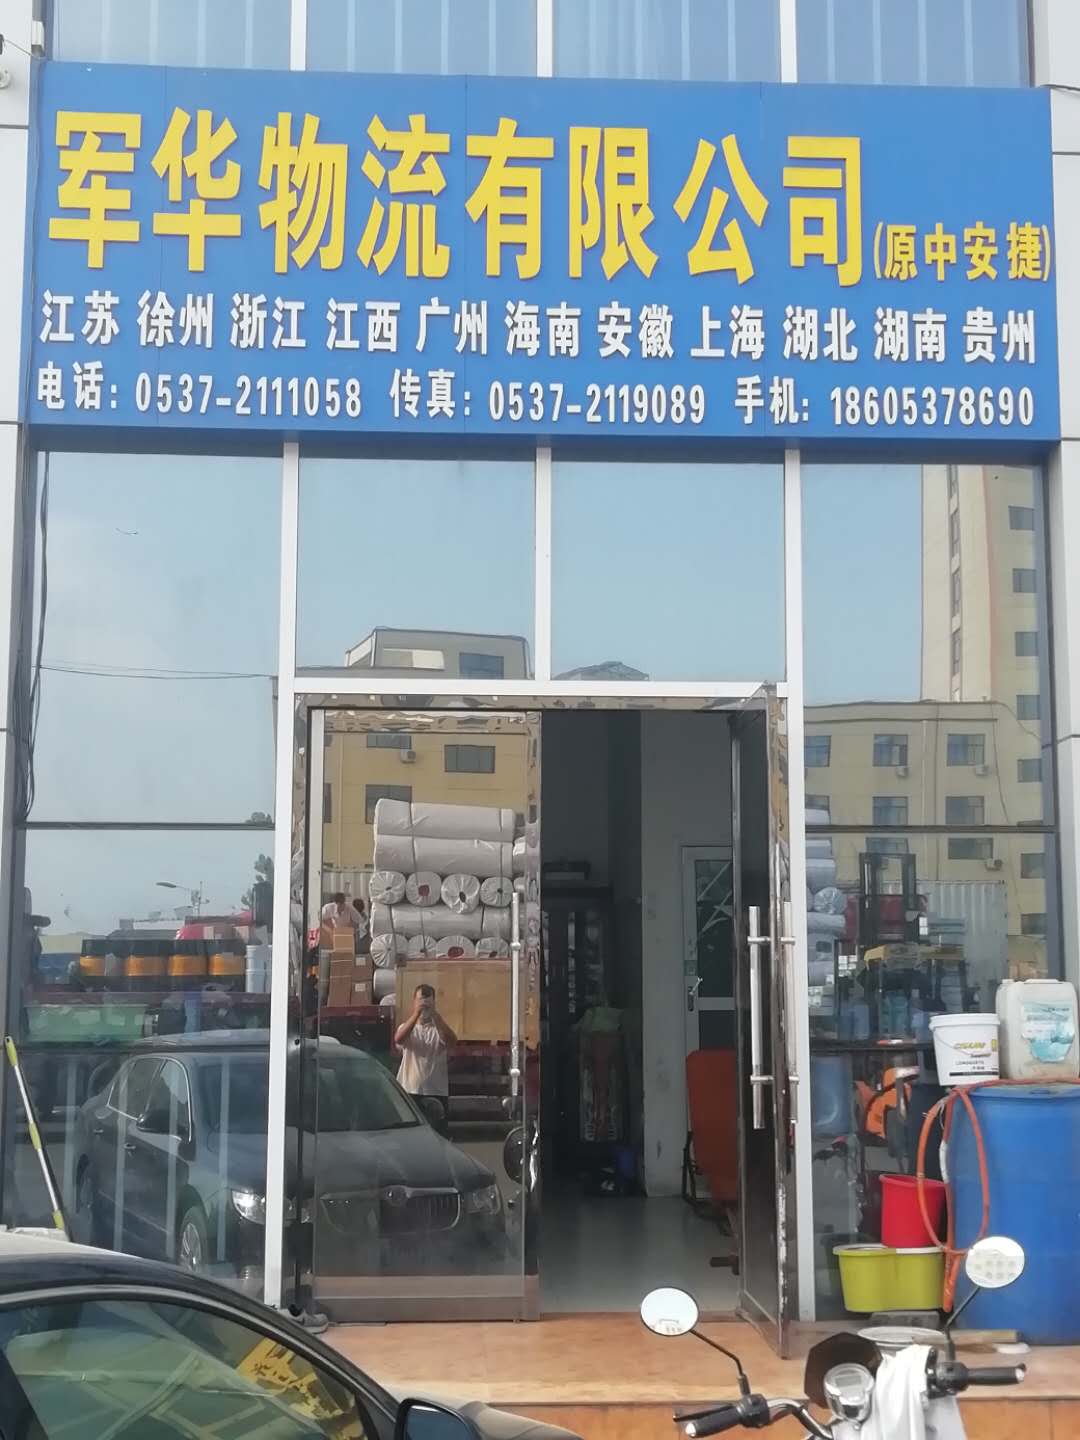 军华物流有限公司(原中安捷)
江苏 徐州 浙江 江西 广州 海南 安徽 上海 湖北 湖南 贵州
电话: 0537-2111058 传真: 0537-2119089 手机: 18605378690